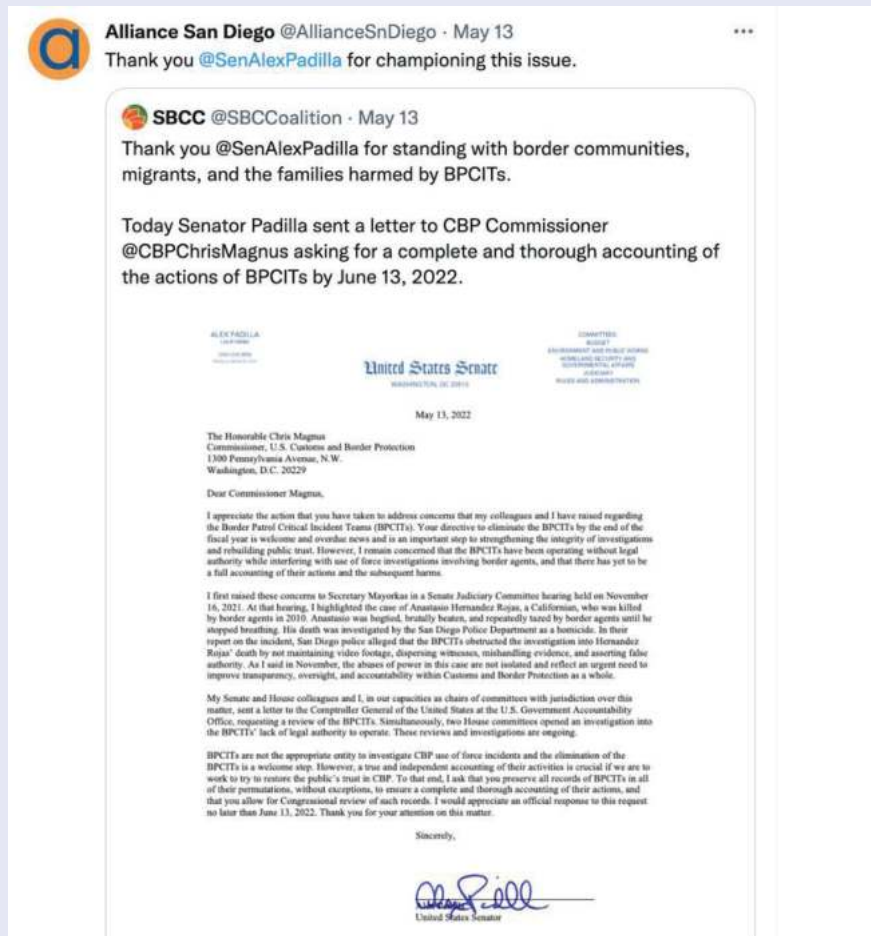 Alliance San Diego @AllianceSnDiego · May 13
Thank you @SenAlexPadilla for championing this issue.
SBCC @SBCCoalition · May 13
Thank you @SenAlexPadilla for standing with border communities,
migrants, and the families harmed by BPCITs.
Today Senator Padilla sent a letter to CBP Commissioner
@CBPChrisMagnus asking for a complete and thorough accounting of
the actions of BPCITs by June 13, 2022.
ALEX PADILLA
CALIFORNIA
COMMITTEES:
BUDGET
ENVIRONMENT AND PUBLIC WORKS
HOMELAND SECURITY AND
GOVERNMENTAL AFFAIRS
JUDICIARY
RULES AND ADMINISTRATION
United States Senate
WASHINGTON, DC 20510
May 13, 2022
The Honorable Chris Magnus
Commissioner, U.S. Customs and Border Protection
1300 Pennsylvania Avenue, N.W.
Washington, D.C. 20229
Dear Commissioner Magnus,
I appreciate the action that you have taken to address concerns that my colleagues and I have raised regarding
the Border Patrol Critical Incident Teams (BPCITs). Your directive to eliminate the BPCITs by the end of the
fiscal year is welcome and overdue news and is an important step to strengthening the integrity of investigations
and rebuilding public trust. However, I remain concerned that the BPCITs have been operating without legal
authority while interfering with use of force investigations involving border agents, and that there has yet to be
a full accounting of their actions and the subsequent harms.
I first raised these concerns to Secretary Mayorkas in a Senate Judiciary Committee hearing held on November
16, 2021. At that hearing, I highlighted the case of Anastasio Hernandez Rojas, a Californian, who was killed
by border agents in 2010. Anastasio was hogtied, brutally beaten, and repeatedly tazed by border agents until he
stopped breathing. His death was investigated by the San Diego Police Department as a homicide. In their
report on the incident, San Diego police alleged that the BPCITs obstructed the investigation into Hernandez
Rojas' death by not maintaining video footage, dispersing witnesses, mishandling evidence, and asserting false
authority. As I said in November, the abuses of power in this case are not isolated and reflect an urgent need to
improve transparency, oversight, and accountability within Customs and Border Protection as a whole.
My Senate and House colleagues and I, in our capacities as chairs of committees with jurisdiction over this
matter, sent a letter to the Comptroller General of the United States at the U.S. Government Accountability
Office, requesting a review of the BPCITs. Simultaneously, two House committees opened an investigation into
the BPCITs' lack of legal authority to operate. These reviews and investigations are ongoing.
BPCITs are not the appropriate entity to investigate CBP use of force incidents and the elimination of the
BPCITs is a welcome step. However, a true and independent accounting of their activities is crucial if we are to
work to try to restore the public's trust in CBP. To that end, I ask that you preserve all records of BPCITs in all
of their permutations, without exceptions, to ensure a complete and thorough accounting of their actions, and
that you allow for Congressional review of such records. I would appreciate an official response to this request
no later than June 13, 2022. Thank you for your attention on this matter.
Sincerely,
United States Senator